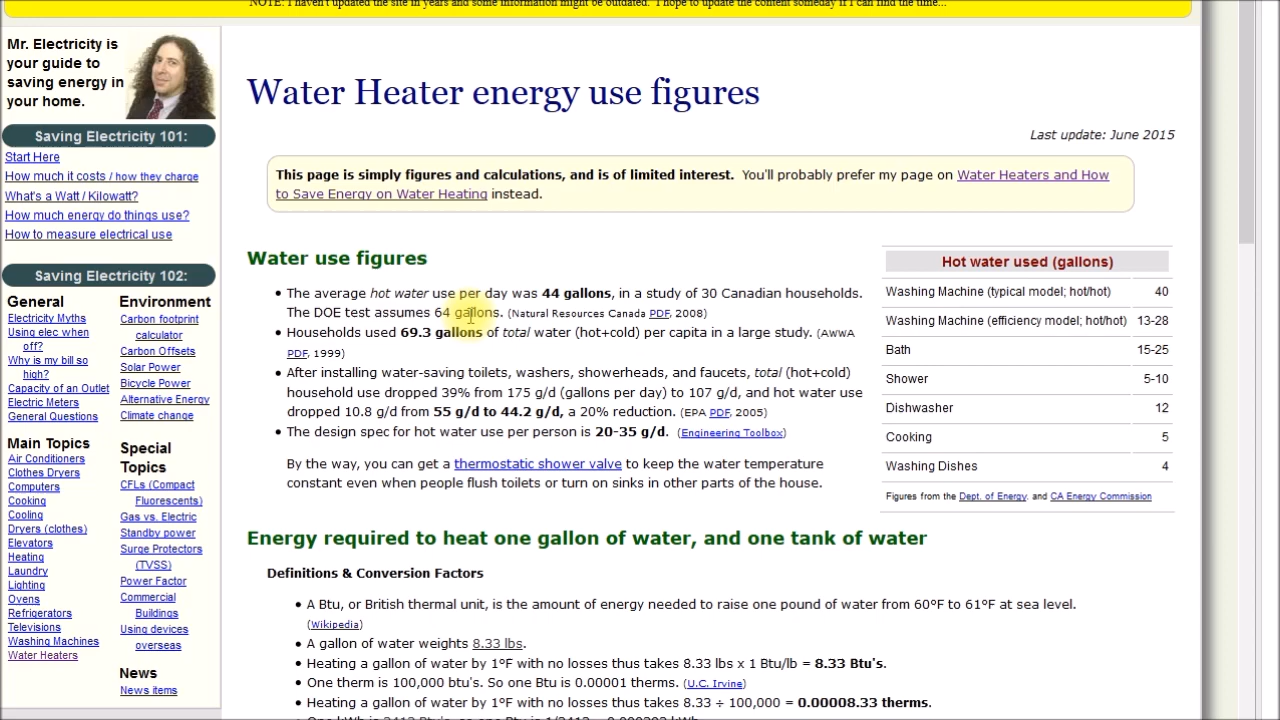 NOTE: I haven't updated the site in years and some information might be outdated. I hope to update the content someday if I can find the time...
Mr. Electricity is
your guide to
saving energy in
your home.
Saving Electricity 101:
Start Here
How much it costs / how they charge
What's a Watt / Kilowatt?
How much energy do things use?
How to measure electrical use
Saving Electricity 102:
General
Electricity Myths
Using elec when
off?
Why is my bill so
high?
Capacity of an Outlet
Electric Meters
General Questions
Main Topics
Air Conditioners
Clothes Dryers
Computers
Cooking
Cooling
Dryers (clothes)
Elevators
Heating
Laundry
Lighting
Ovens
Refrigerators
Televisions
Washing Machines
Water Heaters
Environment
Carbon footprint
calculator
Carbon Offsets
Solar Power
Bicycle Power
Alternative Energy
Climate change
Special
Topics
CFLs (Compact
Fluorescents)
Gas vs. Electric
Standby power
Surge Protectors
(TVSS)
Power Factor
Commercial
Buildings
Using devices
overseas
News
News items
Water Heater energy use figures
Last update: June 2015
This page is simply figures and calculations, and is of limited interest. You'll probably prefer my page on Water Heaters and How
to Save Energy on Water Heating instead.
Water use figures
• The average hot water use per day was 44 gallons, in a study of 30 Canadian households.
The DOE test assumes 64 gallons. (Natural Resources Canada PDF, 2008)
• Households used 69.3 gallons of total water (hot+cold) per capita in a large study. (AWWA
PDF, 1999)
• After installing water-saving toilets, washers, showerheads, and faucets, total (hot+cold)
household use dropped 39% from 175 g/d (gallons per day) to 107 g/d, and hot water use
dropped 10.8 g/d from 55 g/d to 44.2 g/d, a 20% reduction. (EPA PDF, 2005)
• The design spec for hot water use per person is 20-35 g/d. (Engineering Toolbox)
By the way, you can get a thermostatic shower valve to keep the water temperature
constant even when people flush toilets or turn on sinks in other parts of the house.
Hot water used (gallons)
Washing Machine (typical model; hot/hot) 40
Washing Machine (efficiency model; hot/hot) 13-28
Bath 15-25
Shower 5-10
Dishwasher 12
Cooking 5
Washing Dishes 4
Figures from the Dept. of Energy. and CA Energy Commission
Energy required to heat one gallon of water, and one tank of water
Definitions & Conversion Factors
• A Btu, or British thermal unit, is the amount of energy needed to raise one pound of water from 60°F to 61°F at sea level.
(Wikipedia)
• A gallon of water weights 8.33 lbs.
• Heating a gallon of water by 1°F with no losses thus takes 8.33 lbs x 1 Btu/lb = 8.33 Btu's.
• One therm is 100,000 btu's. So one Btu is 0.00001 therms. (U.C. Irvine)
• Heating a gallon of water by 1°F with no losses thus takes 8.33 ÷ 100,000 = 0.0000833 therms.